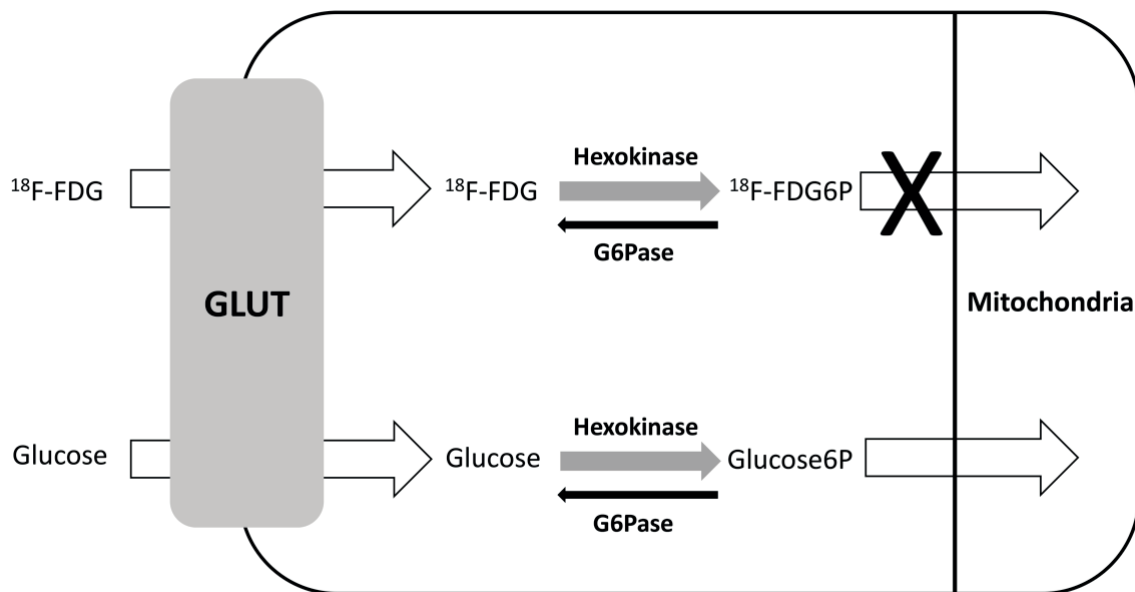 Hexokinase
¹⁸F-FDG ¹⁸F-FDG ¹⁸F-FDG6P X
G6Pase
GLUT Mitochondria
Hexokinase
Glucose Glucose Glucose6P
G6Pase